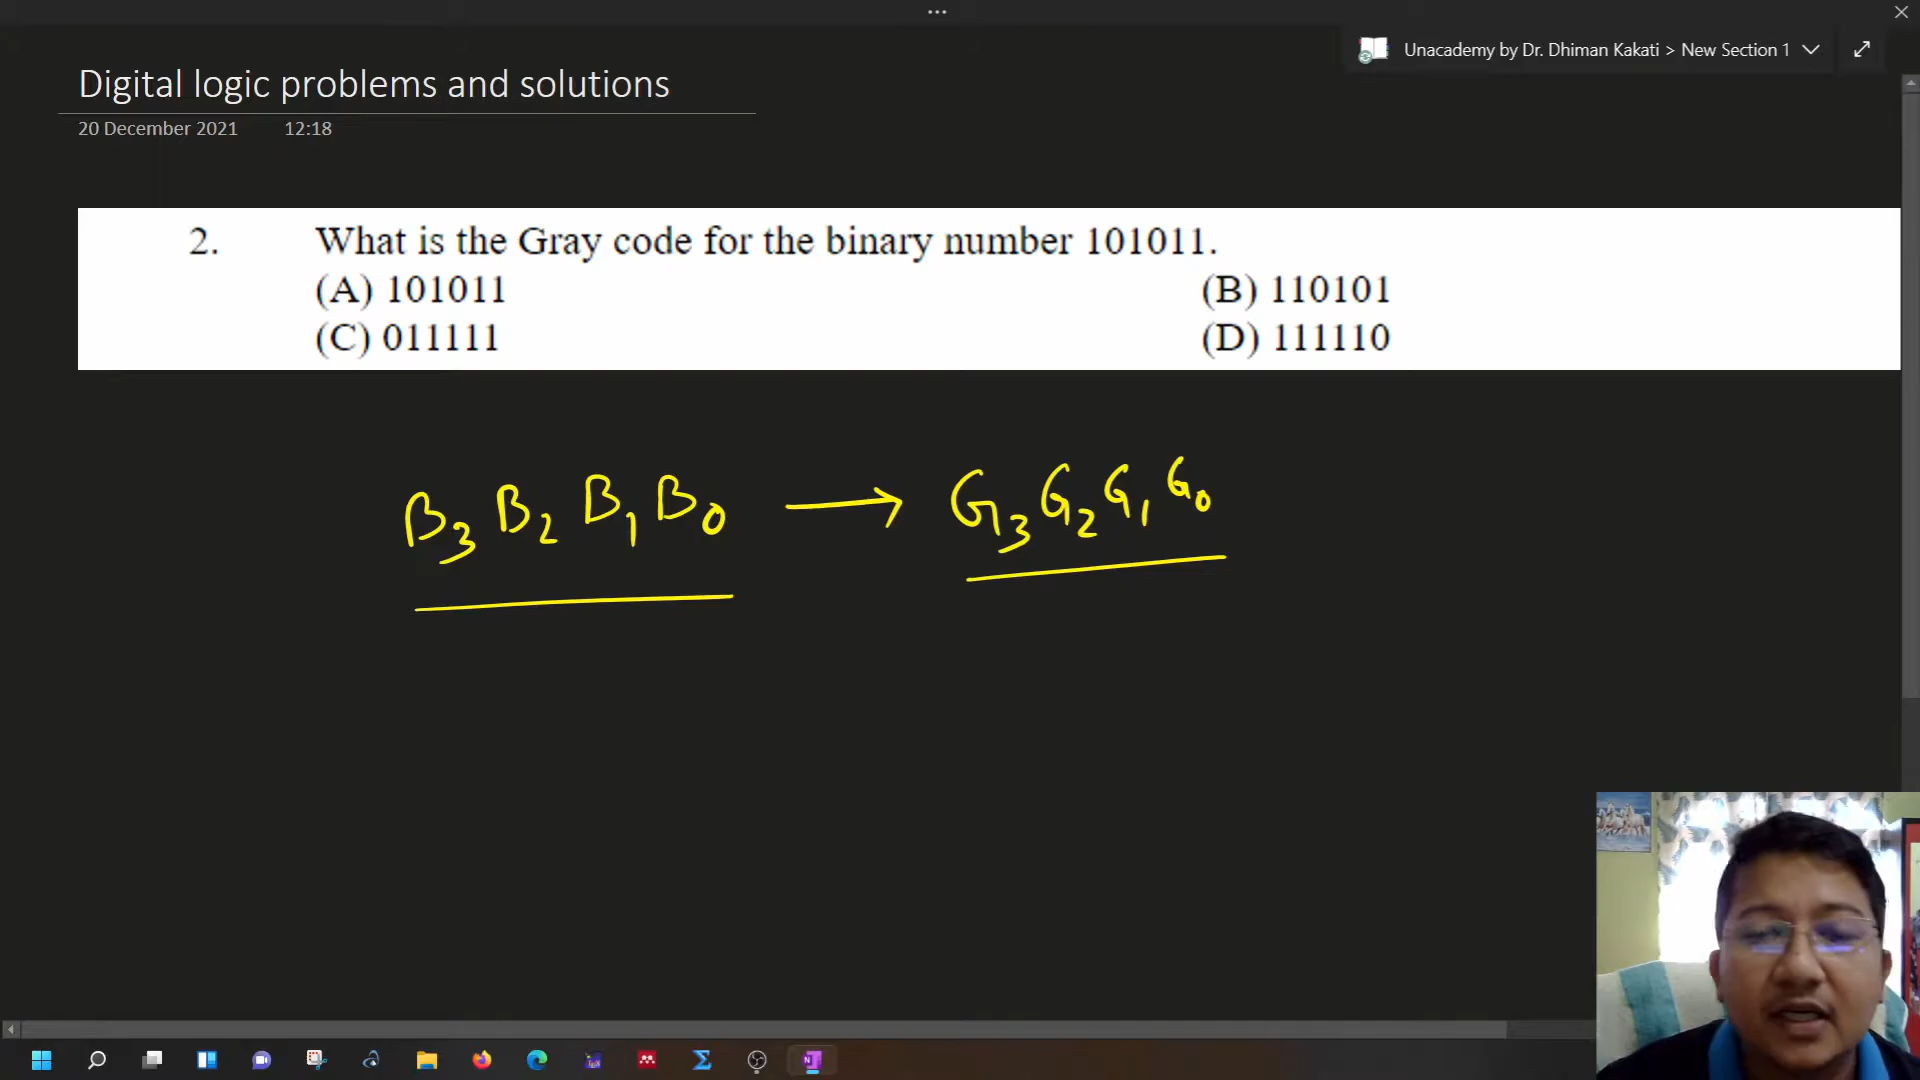 Unacademy by Dr. Dhiman Kakati > New Section 1
Digital logic problems and solutions
20 December 2021 12:18
2. What is the Gray code for the binary number 101011.
(A) 101011 (B) 110101
(C) 011111 (D) 111110
B₃ B₂ B₁ B₀ → G₃ G₂ G₁ G₀